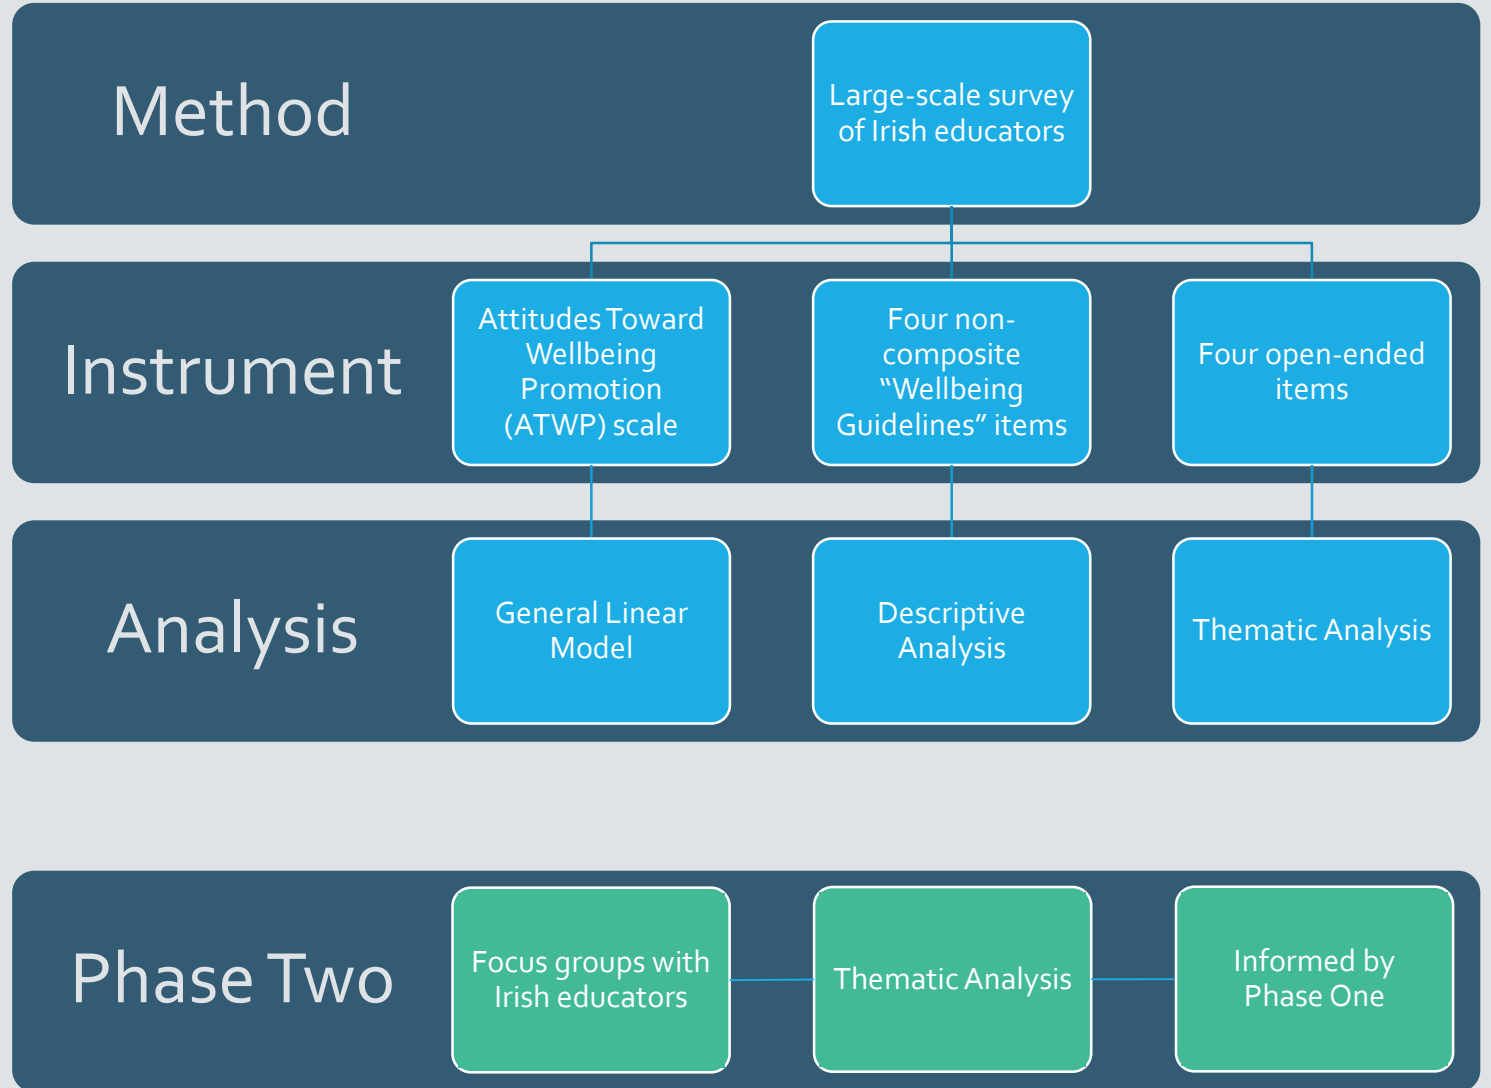 Method
Large-scale survey
of Irish educators
Instrument
Attitudes Toward
Wellbeing
Promotion
(ATWP) scale
Four non-
composite
“Wellbeing
Guidelines” items
Four open-ended
items
Analysis
General Linear
Model
Descriptive
Analysis
Thematic Analysis
Phase Two
Focus groups with
Irish educators
Thematic Analysis
Informed by
Phase One